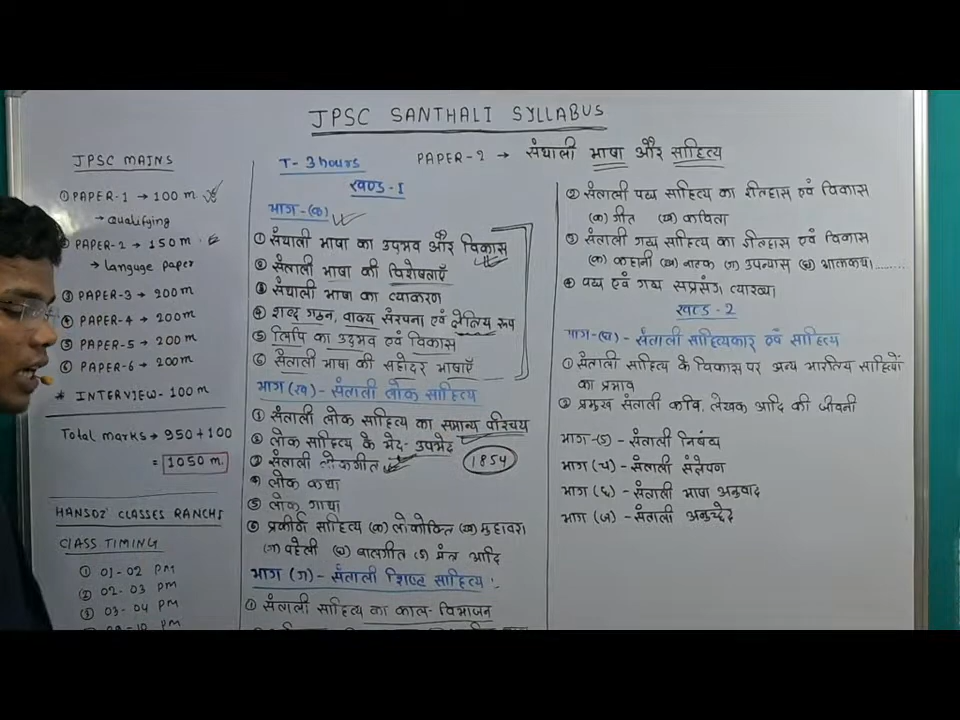 JPSC SANTHALI SYLLABUS
JPSC MAINS
① PAPER-1 → 100 m
→ Qualifying
PAPER-2 → 150 m
→ languge paper
③ PAPER-3 → 200 m
④ PAPER-4 → 200 m
⑤ PAPER-5 → 200 m
⑥ PAPER-6 → 200 m
* INTERVIEW- 100 m
Total marks → 950 + 100
= 1050 m.
HANSOZ CLASSES RANCHI
CLASS TIMING
① 01-02 pm
② 02-03 pm
③ 03-04 pm
09-10 pm
T- 3 hours
PAPER-2 → संथाली भाषा और साहित्य
खण्ड-1
भाग-(क)
① संथाली भाषा का उद्भव और विकास
② संताली भाषा की विशेषताएँ
③ संथाली भाषा का व्याकरण
④ शब्द गठन, वाक्य संरचना एवं क्षेत्रिय रूप
⑤ लिपि का उद्भव एवं विकास
⑥ संताली भाषा की सहोदर भाषाएँ
भाग (ख) - संताली लोक साहित्य
① संताली लोक साहित्य का समान्य परिचय
② लोक साहित्य के भेद- उपभेद
③ संताली लोकगीत
1854
④ लोक कथा
⑤ लोक गाथा
⑥ प्रकीर्ण साहित्य (क) लोकोक्ति (ख) मुहावरा
(ग) पहेली (घ) बालगीत (ङ) मंत्र आदि
भाग (ग) - संताली शिष्ट साहित्य :-
① संताली साहित्य का काल- विभाजन
② संताली पद्य साहित्य का इतिहास एवं विकास
(क) गीत (ख) कविता
③ संताली गद्य साहित्य का इतिहास एवं विकास
(क) कहानी (ख) नाटक (ग) उपन्यास (घ) आत्मकथा........
④ पद्य एवं गद्य सप्रसंग व्याख्या
खण्ड-2
भाग-(घ) - संताली साहित्यकार एवं साहित्य
① संताली साहित्य के विकास पर अन्य भारतिय साहित्यों
का प्रभाव
② प्रमुख संताली कवि, लेखक आदि की जीवनी
भाग-(ङ) - संताली निबंध
भाग (च) - संताली संक्षेपण
भाग (छ) - संताली भाषा अनुवाद
भाग (ज) - संताली अनुच्छेद